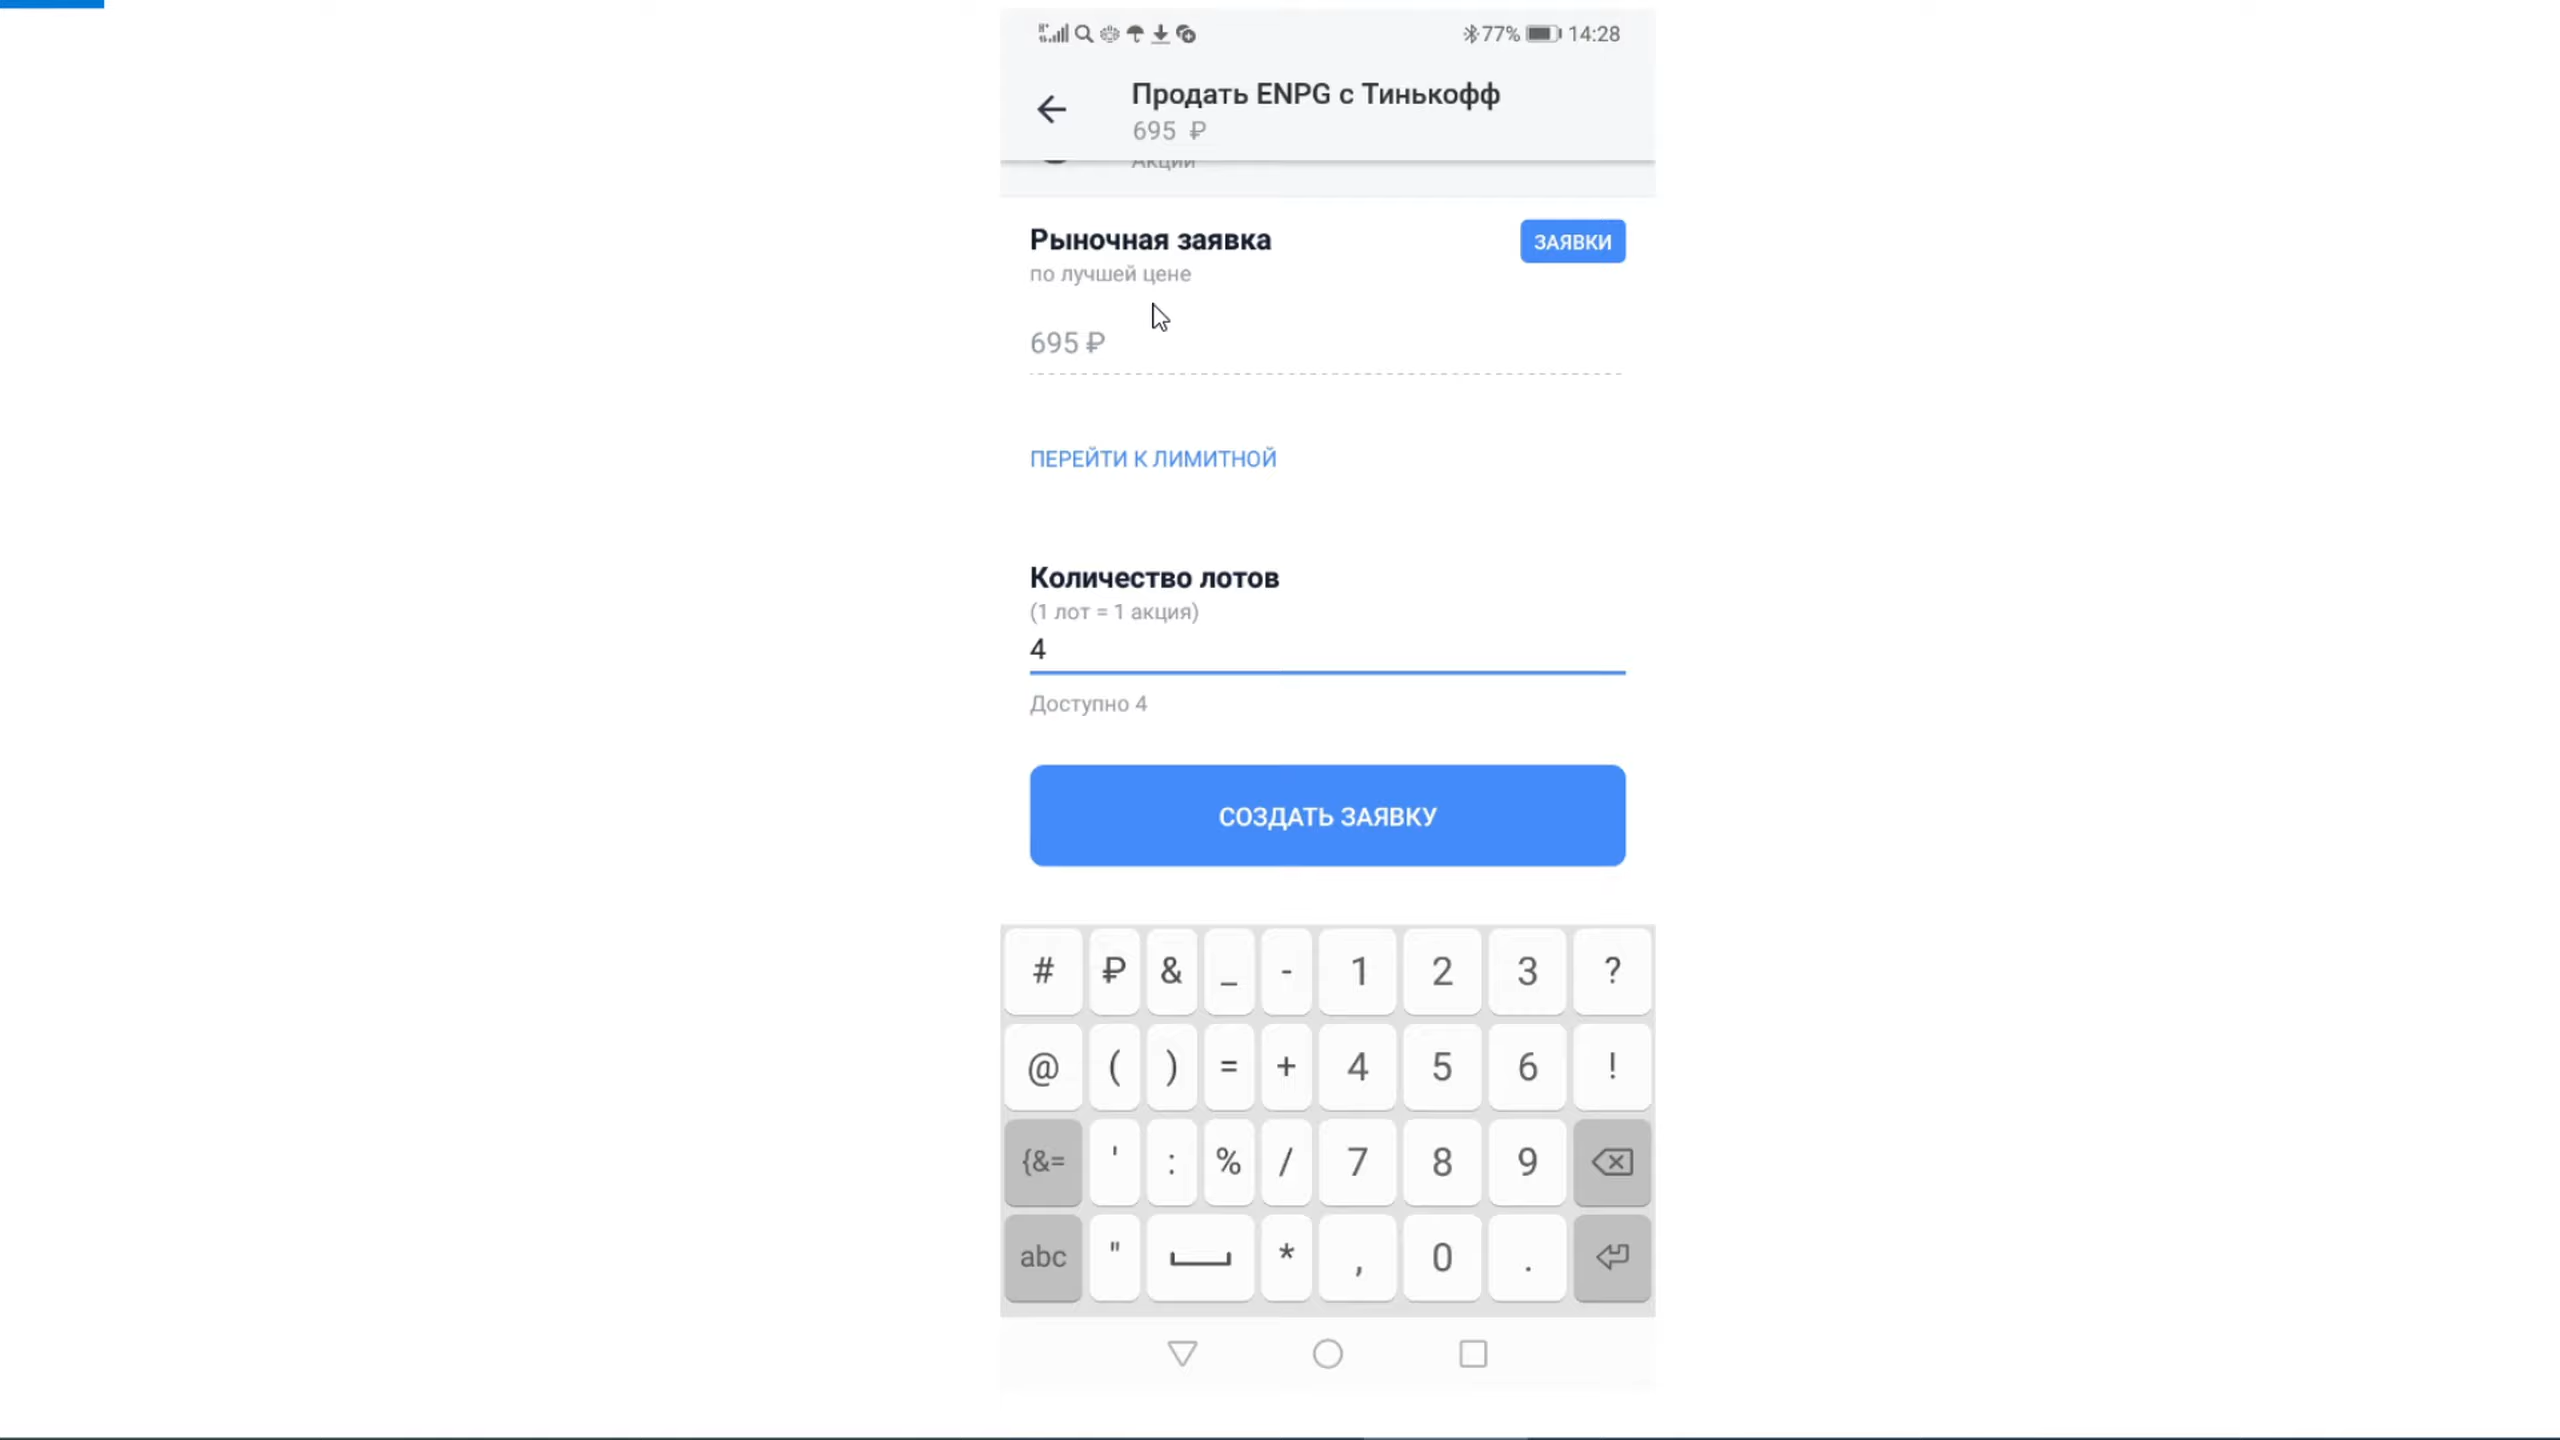 77% 14:28
Продать ENPG с Тинькофф
695 ₽
Акции
Рыночная заявка
ЗАЯВКИ
по лучшей цене
695 ₽
ПЕРЕЙТИ К ЛИМИТНОЙ
Количество лотов
(1 лот = 1 акция)
4
Доступно 4
СОЗДАТЬ ЗАЯВКУ
# ₽ & _ - 1 2 3 ?
@ ( ) = + 4 5 6 !
{&= ' : % / 7 8 9
abc " * , 0 .